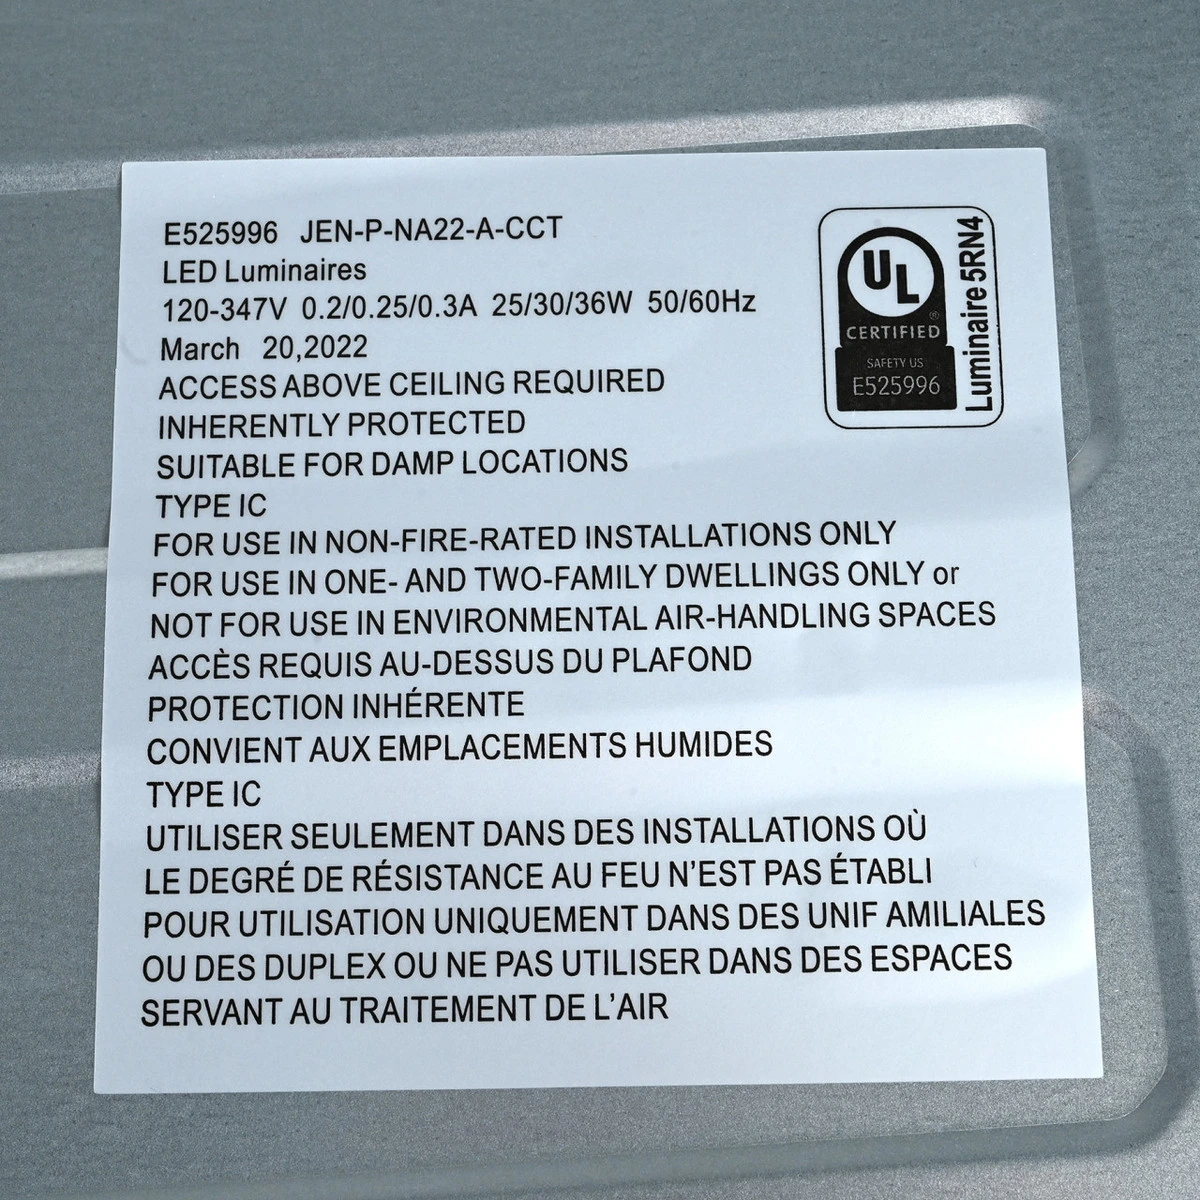 E525996 JEN-P-NA22-A-CCT
LED Luminaires
120-347V 0.2/0.25/0.3A 25/30/36W 50/60Hz
March 20,2022
ACCESS ABOVE CEILING REQUIRED
INHERENTLY PROTECTED
SUITABLE FOR DAMP LOCATIONS
TYPE IC
FOR USE IN NON-FIRE-RATED INSTALLATIONS ONLY
FOR USE IN ONE- AND TWO-FAMILY DWELLINGS ONLY or
NOT FOR USE IN ENVIRONMENTAL AIR-HANDLING SPACES
ACCÈS REQUIS AU-DESSUS DU PLAFOND
PROTECTION INHÉRENTE
CONVIENT AUX EMPLACEMENTS HUMIDES
TYPE IC
UTILISER SEULEMENT DANS DES INSTALLATIONS OÙ
LE DEGRÉ DE RÉSISTANCE AU FEU N'EST PAS ÉTABLI
POUR UTILISATION UNIQUEMENT DANS DES UNIF AMILIALES
OU DES DUPLEX OU NE PAS UTILISER DANS DES ESPACES
SERVANT AU TRAITEMENT DE L'AIR
UL ®
CERTIFIED
SAFETY US
E525996
Luminaire 5RN4